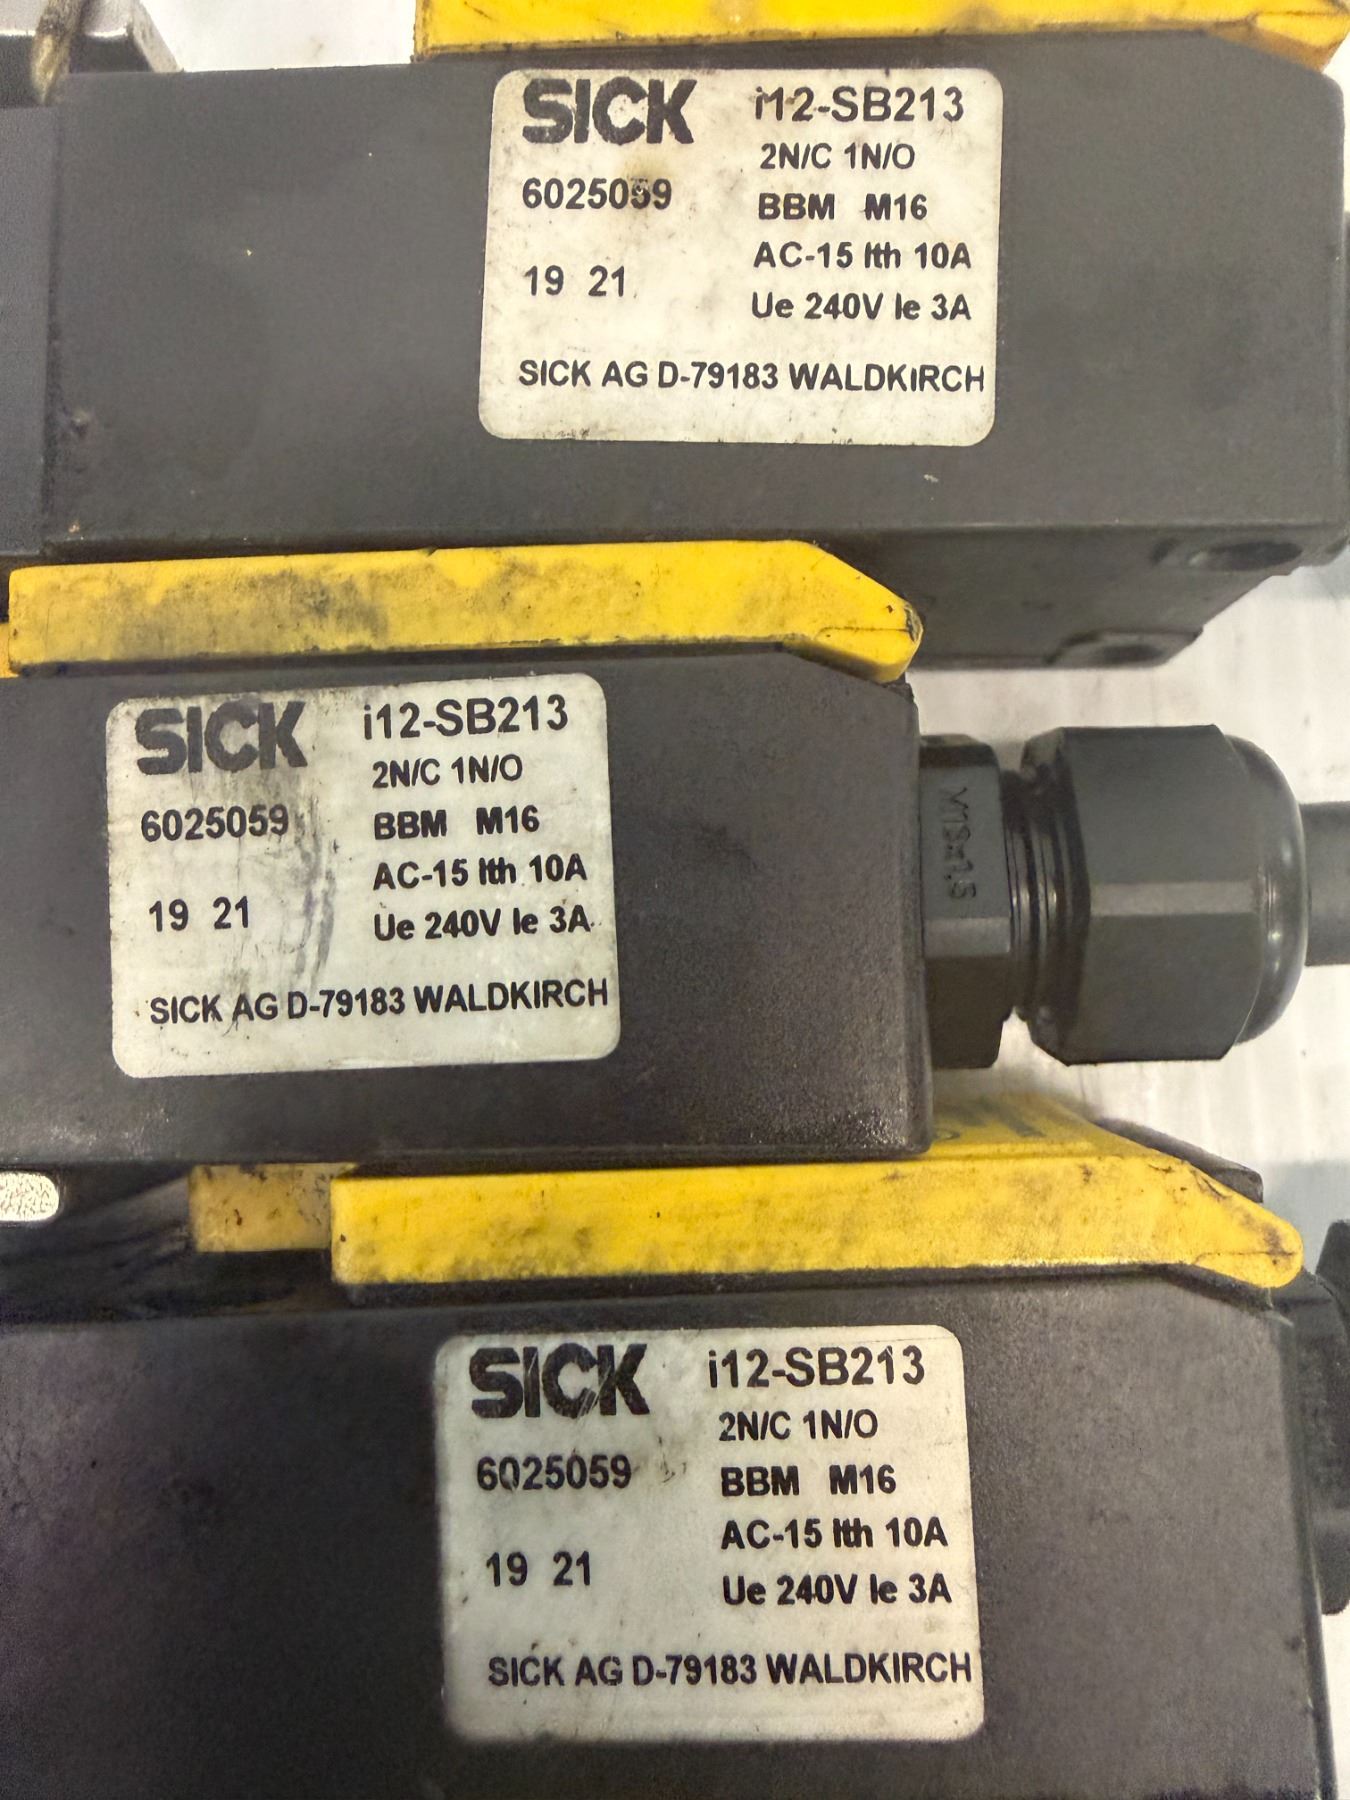 SICK i12-SB213
2N/C 1N/O
6025059 BBM M16
AC-15 Ith 10A
19 21 Ue 240V Ie 3A
SICK AG D-79183 WALDKIRCH
SICK i12-SB213
2N/C 1N/O
6025059 BBM M16
AC-15 Ith 10A
19 21 Ue 240V Ie 3A
SICK AG D-79183 WALDKIRCH
SICK i12-SB213
2N/C 1N/O
6025059 BBM M16
AC-15 Ith 10A
19 21 Ue 240V Ie 3A
SICK AG D-79183 WALDKIRCH